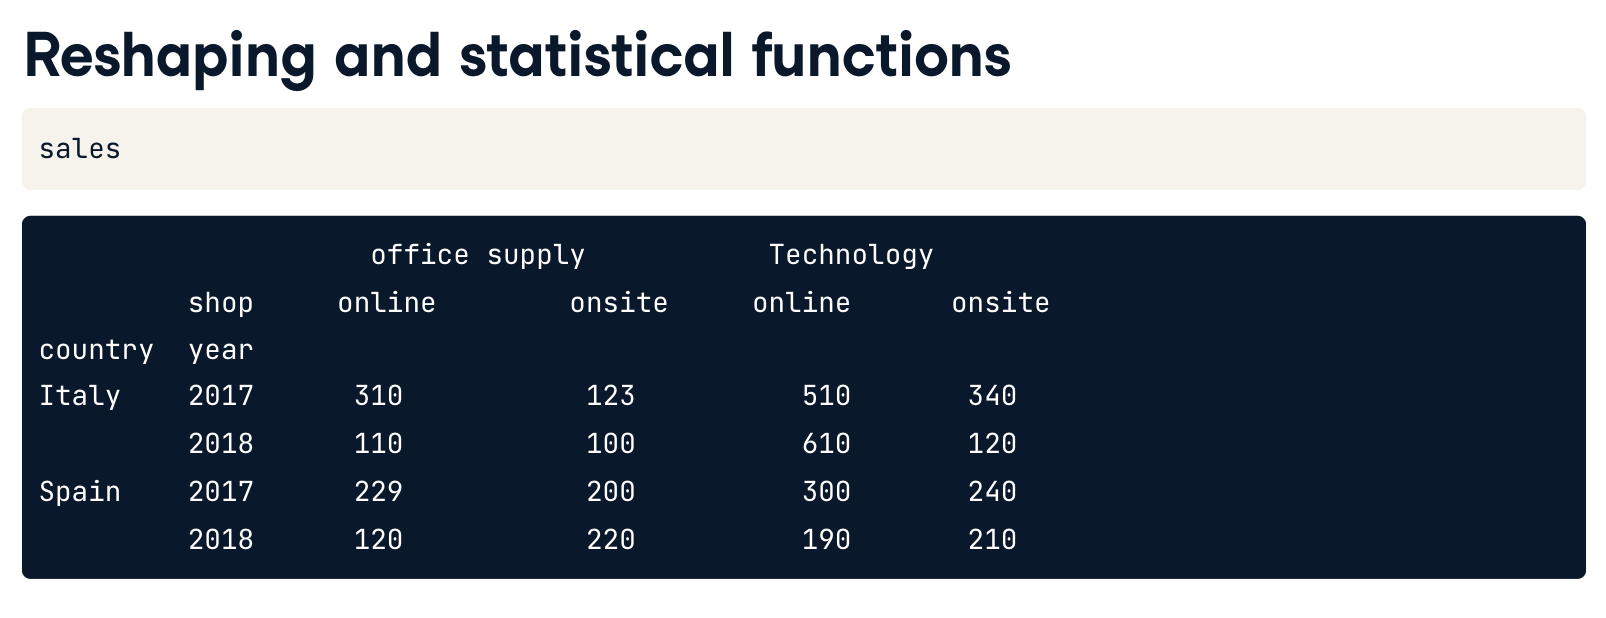 Reshaping and statistical functions
sales
office supply Technology
shop online onsite online onsite
country year
Italy 2017 310 123 510 340
2018 110 100 610 120
Spain 2017 229 200 300 240
2018 120 220 190 210